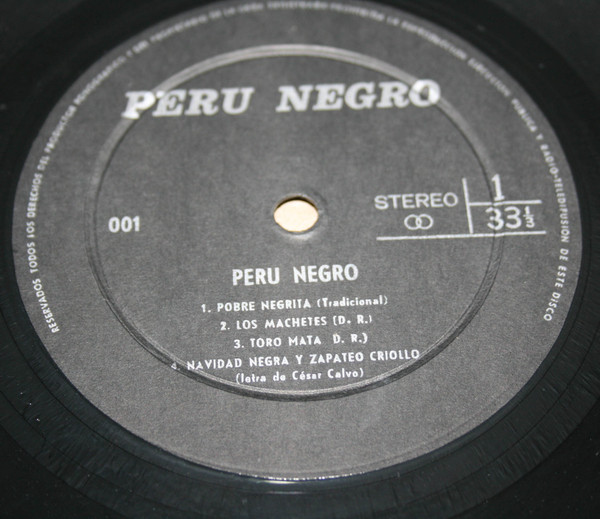 RESERVADOS TODOS LOS DERECHOS DEL PRODUCTOR
PUBLICA Y RADIO-TELEDIFUSION DE ESTE DISCO
PERU NEGRO
001
STEREO
1
33 1/3
PERU NEGRO
1. POBRE NEGRITA (Tradicional)
2. LOS MACHETES (D. R.)
3. TORO MATA D. R.)
4. NAVIDAD NEGRA Y ZAPATEO CRIOLLO
(letra de César Calvo)